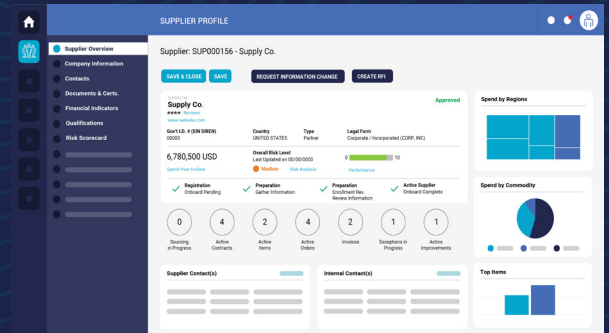 SUPPLIER PROFILE
Supplier Overview
Company Information
Contacts
Documents & Certs.
Financial Indicators
Qualifications
Risk Scorecard
Supplier: SUP000156 - Supply Co.
SAVE & CLOSE
SAVE
REQUEST INFORMATION CHANGE
CREATE RFI
Supply Co.
Approved
★★★★ Reviews
www.website.com
Gov't I.D. # (EIN SIREN)
00000
Country
UNITED STATES
Type
Partner
Legal Form
Corporate / Incorporated (CORP, INC)
6,780,500 USD
Spend Year to Date
Overall Risk Level
Last Updated on 00/00/0000
Medium
Risk Analysis
0
10
Performance
Registration
Onboard Pending
Preparation
Gather Information
Preparation
Enrollment Rev.
Review Information
Active Supplier
Onboard Complete
0
Sourcing
in Progress
4
Active
Contracts
2
Active
Items
4
Active
Orders
2
Invoices
1
Exceptions in
Progress
1
Active
Improvements
Supplier Contact(s)
Internal Contact(s)
Spend by Regions
Spend by Commodity
Top Items